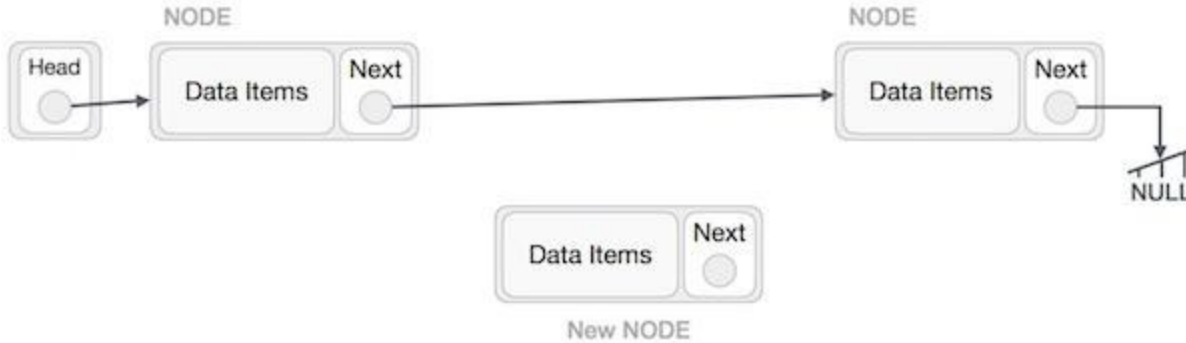 NODE
NODE
Head
Data Items
Next
Data Items
Next
NULL
Data Items
Next
New NODE